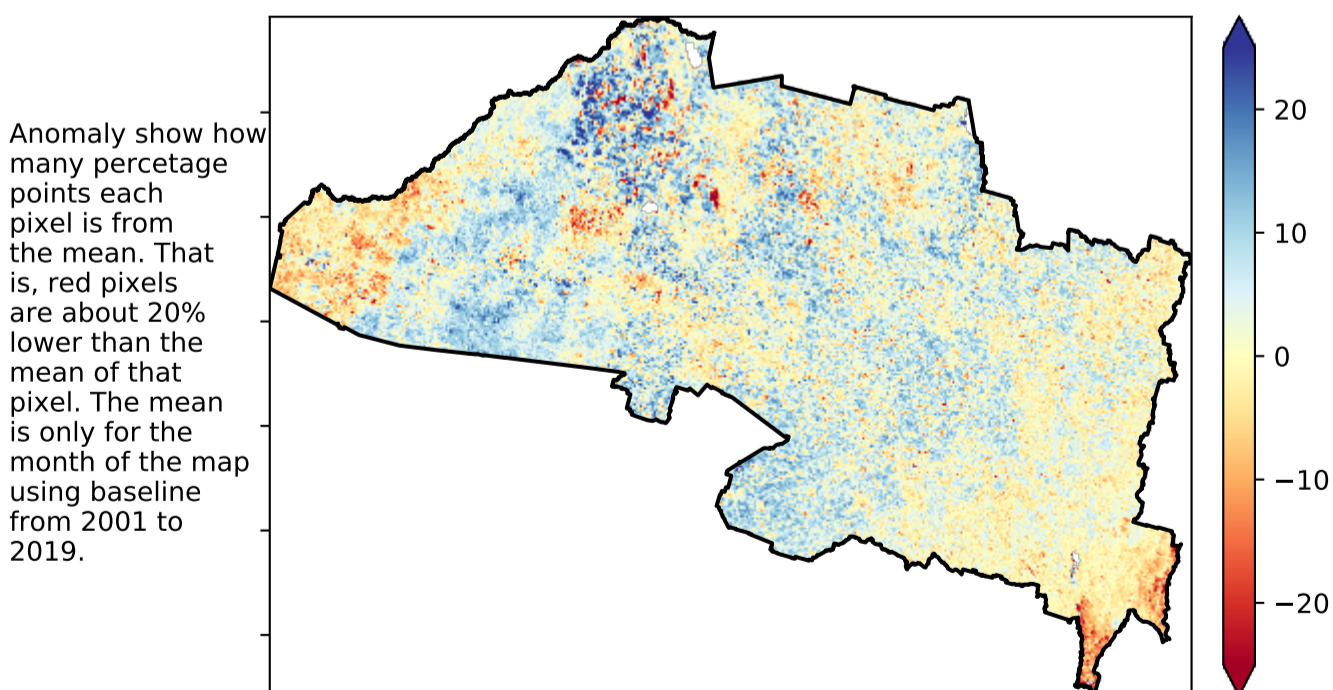 Anomaly show how
many percetage
points each
pixel is from
the mean. That
is, red pixels
are about 20%
lower than the
mean of that
pixel. The mean
is only for the
month of the map
using baseline
from 2001 to
2019.
20
10
0
−10
−20